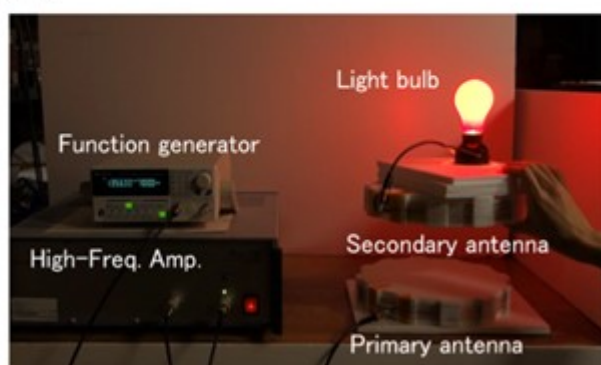 Light bulb
Function generator
High-Freq. Amp.
Secondary antenna
Primary antenna